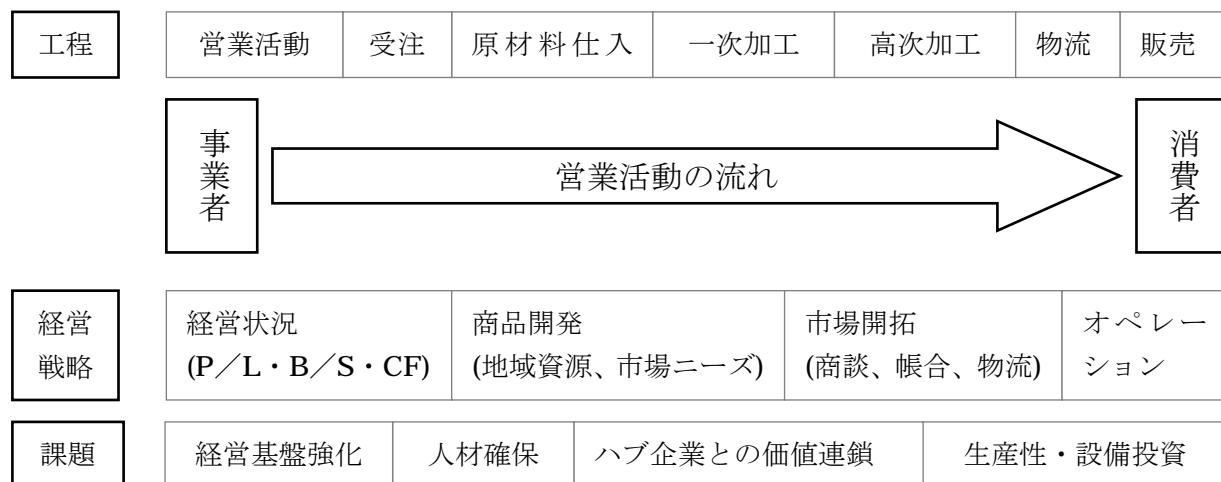 工程
営業活動 受注 原材料仕入 一次加工 高次加工 物流 販売
事業者
営業活動の流れ
消費者
経営
戦略
経営状況
(P／L・B／S・CF)
商品開発
(地域資源、市場ニーズ)
市場開拓
(商談、帳合、物流)
オペレー
ション
課題
経営基盤強化 人材確保 ハブ企業との価値連鎖 生産性・設備投資